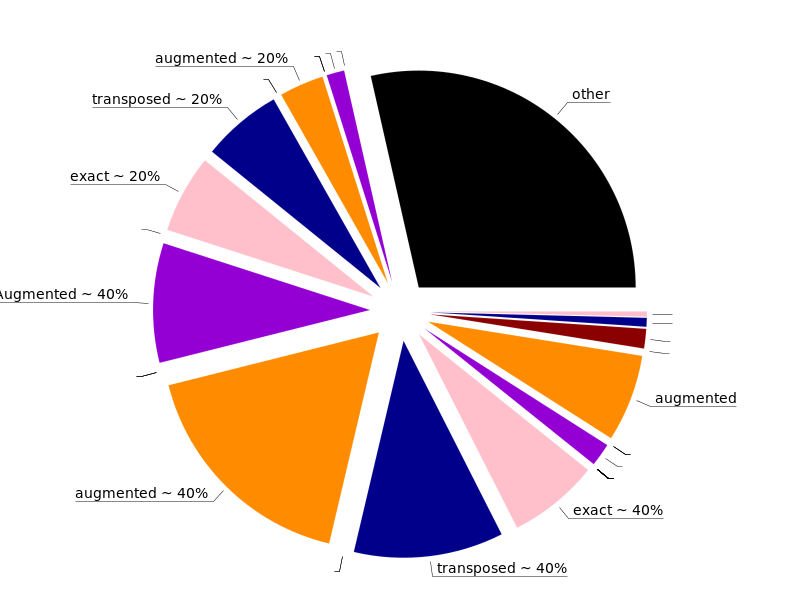 augmented ~ 20%
other
transposed ~ 20%
exact ~ 20%
Augmented ~ 40%
augmented
augmented ~ 40%
exact ~ 40%
transposed ~ 40%